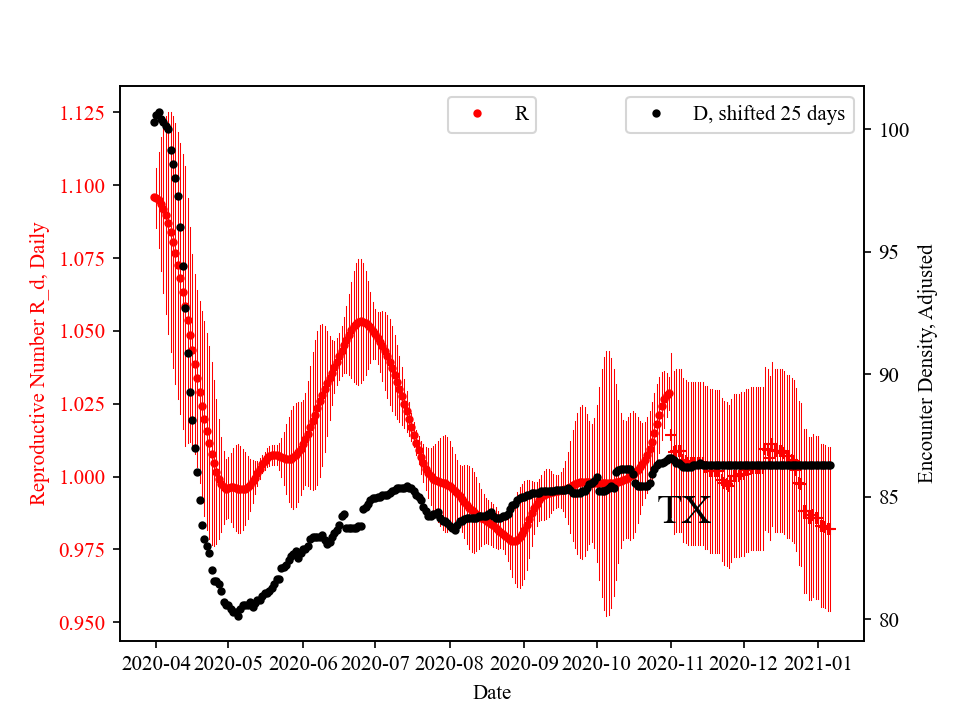 R
D, shifted 25 days
1.125
1.100
1.075
1.050
1.025
1.000
0.975
0.950
Reproductive Number R_d, Daily
100
95
90
85
80
Encounter Density, Adjusted
TX
2020-04 2020-05 2020-06 2020-07 2020-08 2020-09 2020-10 2020-11 2020-12 2021-01
Date